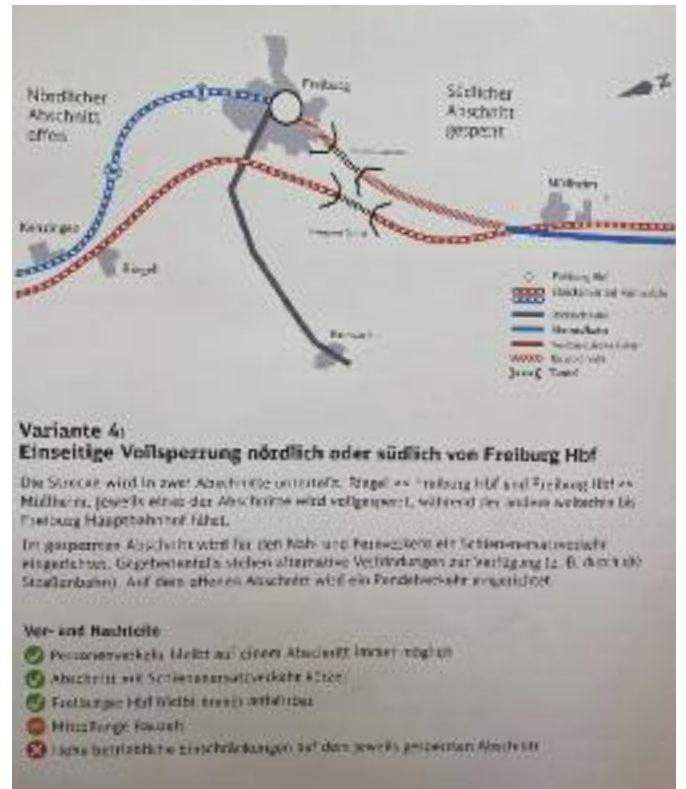 Freiburg
Nördlicher
Abschnitt
offen
Südlicher
Abschnitt
gesperrt
Müllheim
Kenzingen
Riegel
Freiburg Hbf
Tunnel
Variante 4:
Einseitige Vollsperrung nördlich oder südlich von Freiburg Hbf
Die Strecke wird in zwei Abschnitte unterteilt. Riegel <> Freiburg Hbf und Freiburg Hbf <>
Müllheim. Jeweils einer der Abschnitte wird vollgesperrt, während der andere weiterhin bis
Freiburg Hauptbahnhof fährt.
Im gesperrten Abschnitt wird für den Nah- und Fernverkehr ein Schienenersatzverkehr
eingerichtet. Gegebenenfalls stehen alternative Verbindungen zur Verfügung (z. B. durch die
Straßenbahn). Auf dem offenen Abschnitt wird ein Pendelverkehr eingerichtet.
Vor- und Nachteile
Personenverkehr bleibt auf einem Abschnitt immer möglich
Abschnitt mit Schienenersatzverkehr kürzer
Freiburger Hbf bleibt immer anfahrbar
Mittellange Bauzeit
Hohe betriebliche Einschränkungen auf dem jeweils gesperrten Abschnitt